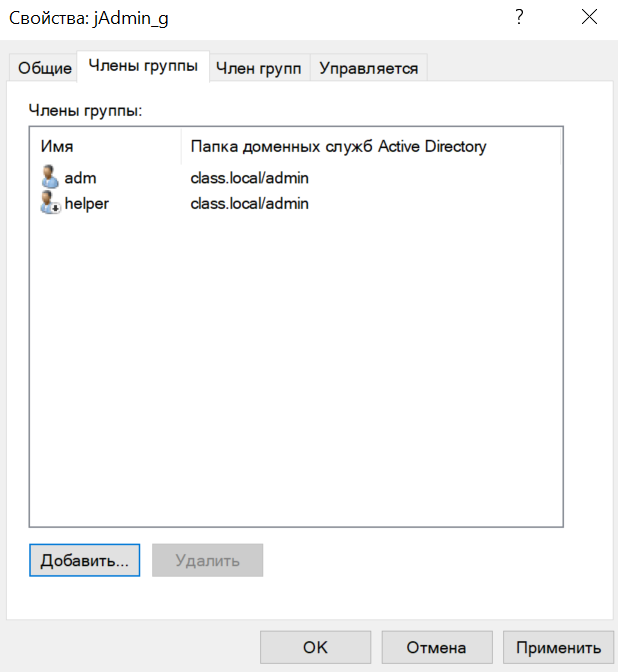 Свойства: jAdmin_g ?
Общие Члены группы Член групп Управляется
Члены группы:
Имя Папка доменных служб Active Directory
adm class.local/admin
helper class.local/admin
Добавить... Удалить
OK Отмена Применить